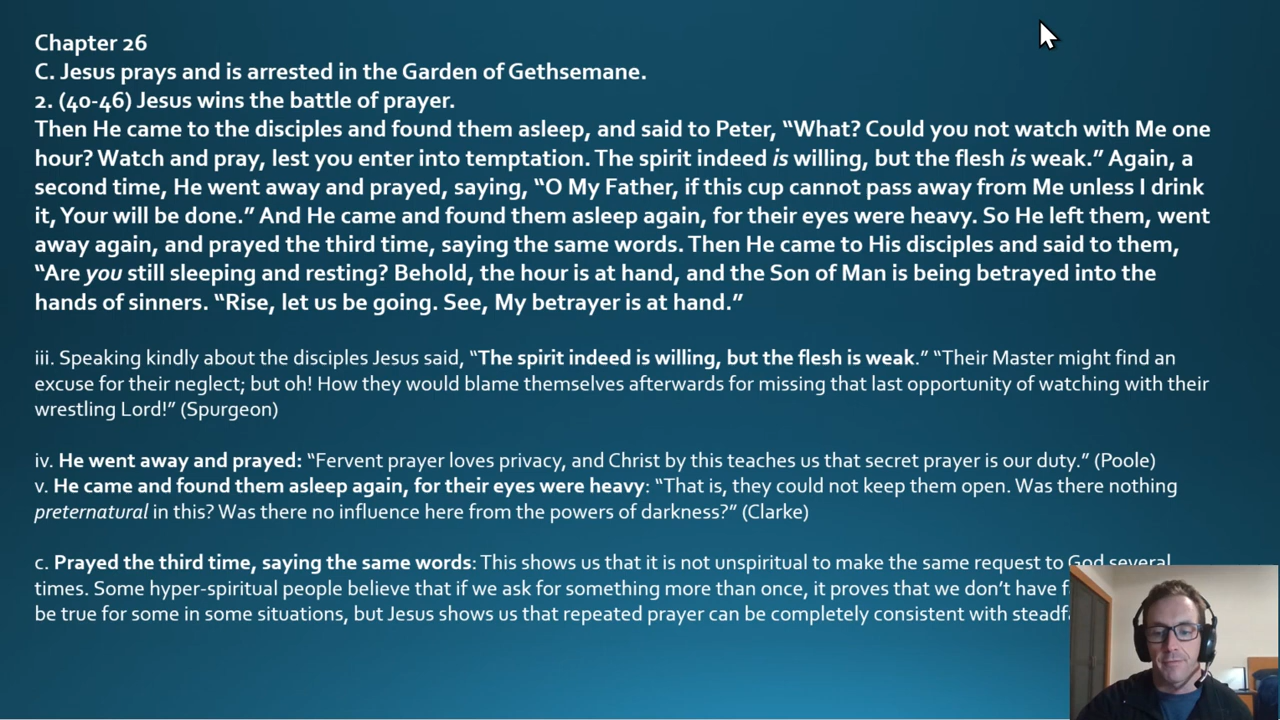 Chapter 26
C. Jesus prays and is arrested in the Garden of Gethsemane.
2. (40-46) Jesus wins the battle of prayer.
Then He came to the disciples and found them asleep, and said to Peter, “What? Could you not watch with Me one
hour? Watch and pray, lest you enter into temptation. The spirit indeed is willing, but the flesh is weak.” Again, a
second time, He went away and prayed, saying, “O My Father, if this cup cannot pass away from Me unless I drink
it, Your will be done.” And He came and found them asleep again, for their eyes were heavy. So He left them, went
away again, and prayed the third time, saying the same words. Then He came to His disciples and said to them,
“Are you still sleeping and resting? Behold, the hour is at hand, and the Son of Man is being betrayed into the
hands of sinners. “Rise, let us be going. See, My betrayer is at hand.”
iii. Speaking kindly about the disciples Jesus said, “The spirit indeed is willing, but the flesh is weak.” “Their Master might find an
excuse for their neglect; but oh! How they would blame themselves afterwards for missing that last opportunity of watching with their
wrestling Lord!” (Spurgeon)
iv. He went away and prayed: “Fervent prayer loves privacy, and Christ by this teaches us that secret prayer is our duty.” (Poole)
v. He came and found them asleep again, for their eyes were heavy: “That is, they could not keep them open. Was there nothing
preternatural in this? Was there no influence here from the powers of darkness?” (Clarke)
c. Prayed the third time, saying the same words: This shows us that it is not unspiritual to make the same request to God several
times. Some hyper-spiritual people believe that if we ask for something more than once, it proves that we don’t have
be true for some in some situations, but Jesus shows us that repeated prayer can be completely consistent with